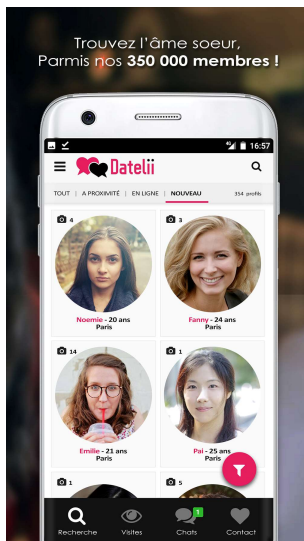 Trouvez l'âme soeur,
Parmis nos 350 000 membres !
16:57
Datelii
TOUT | A PROXIMITÉ | EN LIGNE | NOUVEAU 354 profils
4
3
Noemie - 20 ans
Paris
Fanny - 24 ans
Paris
14
1
Emilie - 21 ans
Paris
Pai - 25 ans
Paris
1
5
1
Recherche Visites Chats Contact